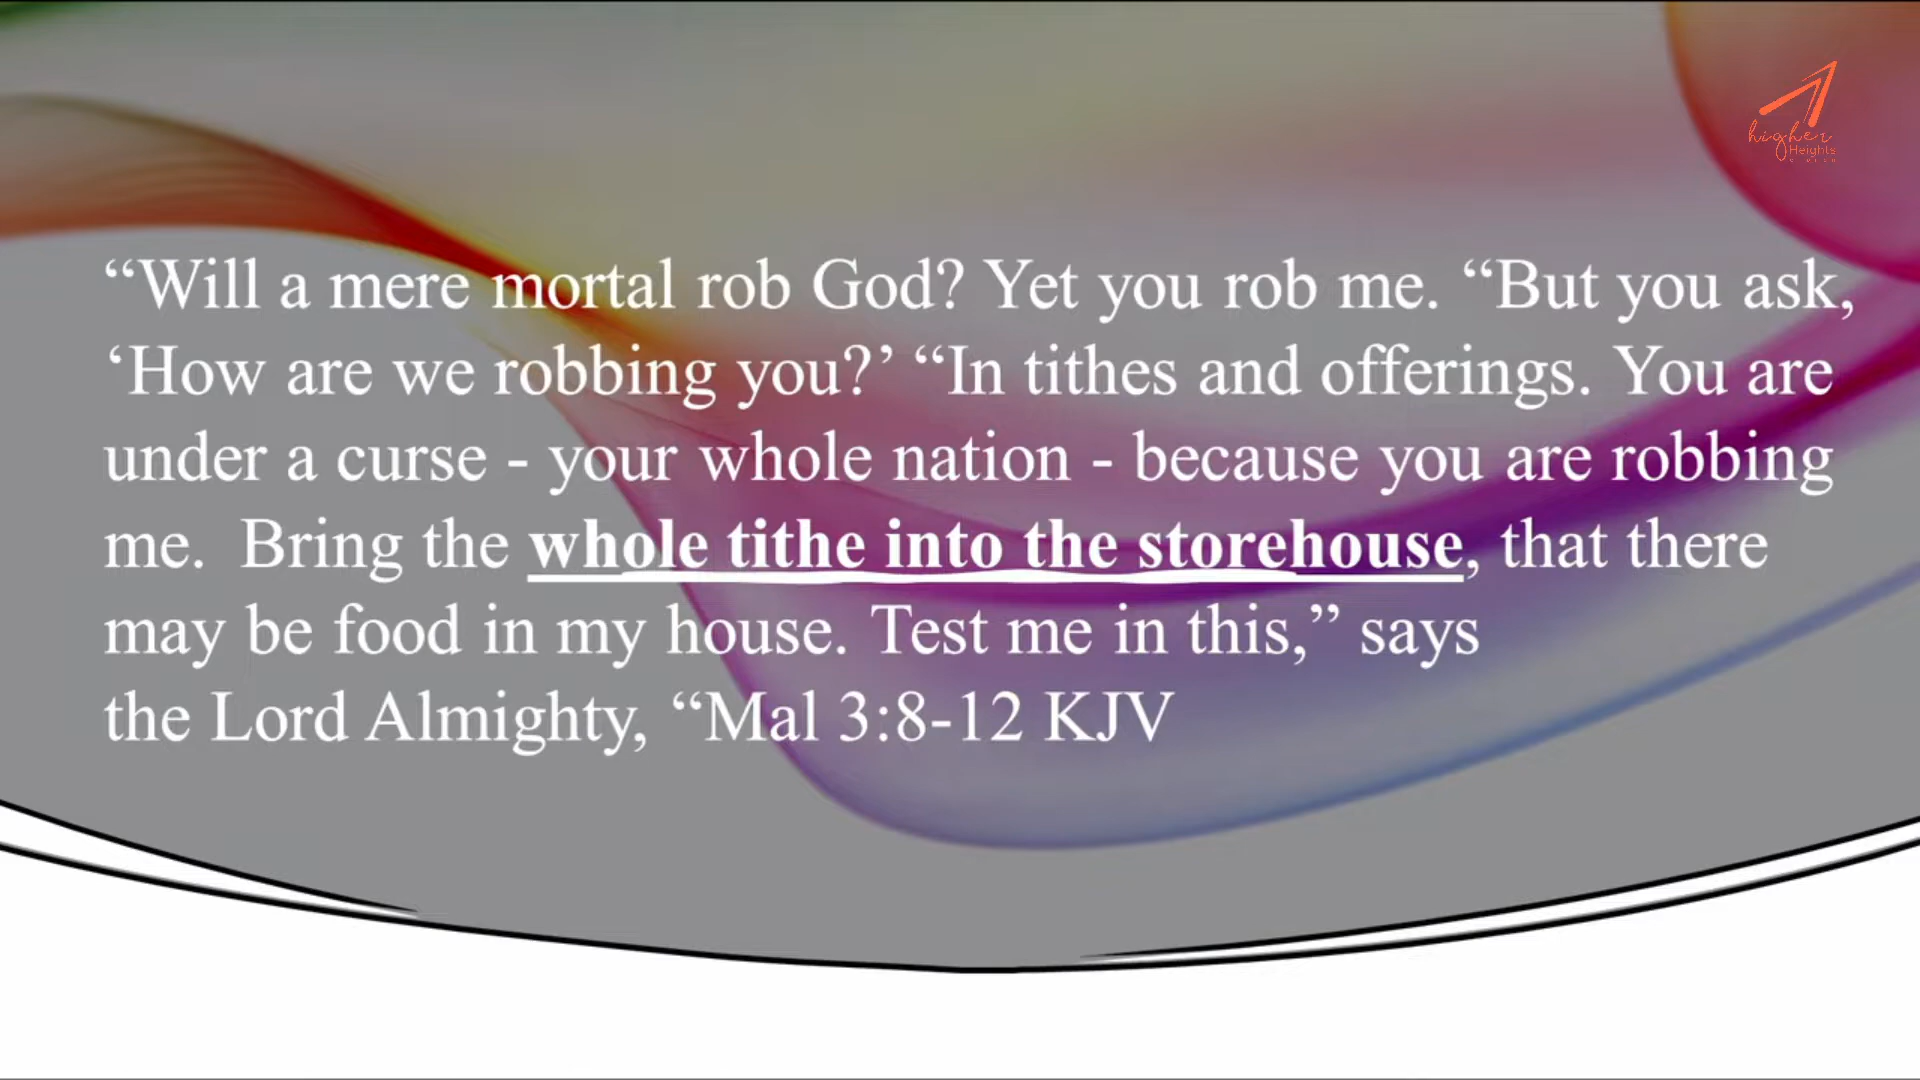 higher
Heights
“Will a mere mortal rob God? Yet you rob me. “But you ask,
‘How are we robbing you?’ “In tithes and offerings. You are
under a curse - your whole nation - because you are robbing
me.  Bring the whole tithe into the storehouse, that there
may be food in my house. Test me in this,” says
the Lord Almighty, “Mal 3:8-12 KJV